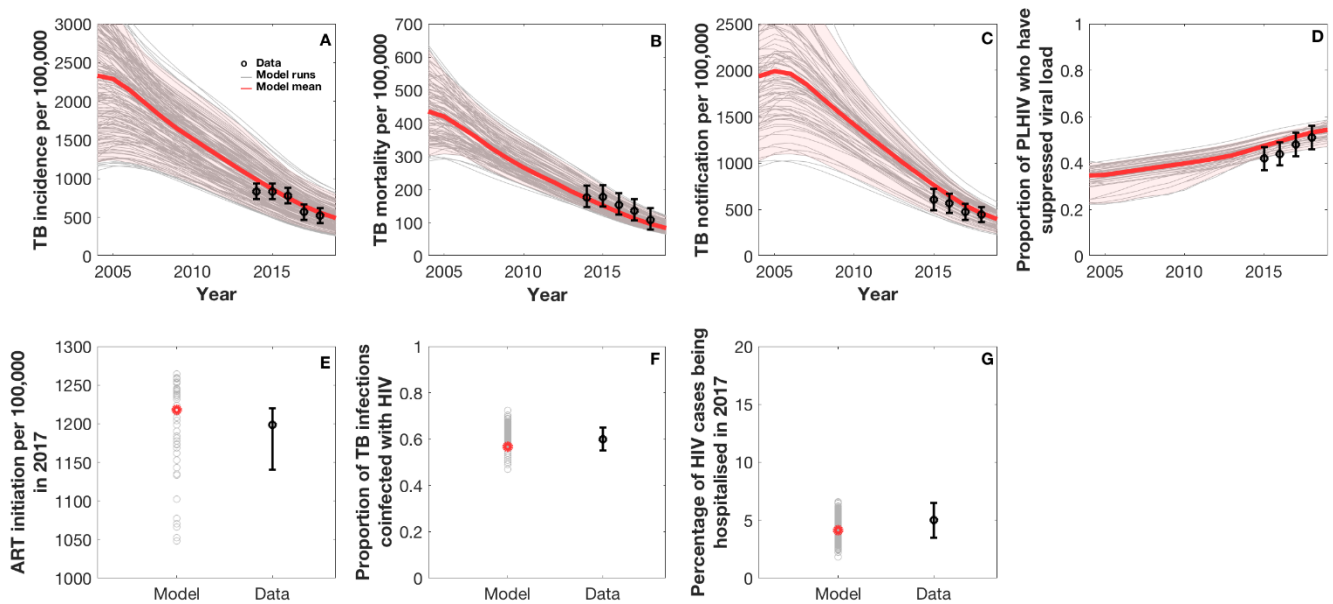 TB incidence per 100,000
3000
2500
2000
1500
1000
500
0
2005
2010
2015
Year
A
Data
Model runs
Model mean
TB mortality per 100,000
700
600
500
400
300
200
100
0
2005
2010
2015
Year
B
TB notification per 100,000
2500
2000
1500
1000
500
0
2005
2010
2015
Year
C
Proportion of PLHIV who have
suppressed viral load
1
0.8
0.6
0.4
0.2
0
2005
2010
2015
D
ART initiation per 100,000
in 2017
1300
1250
1200
1150
1100
1050
1000
Model
Data
E
Proportion of TB infections
coinfected with HIV
1
0.8
0.6
0.4
0.2
0
Model
Data
F
Percentage of HIV cases being
hospitalised in 2017
20
15
10
5
0
Model
Data
G